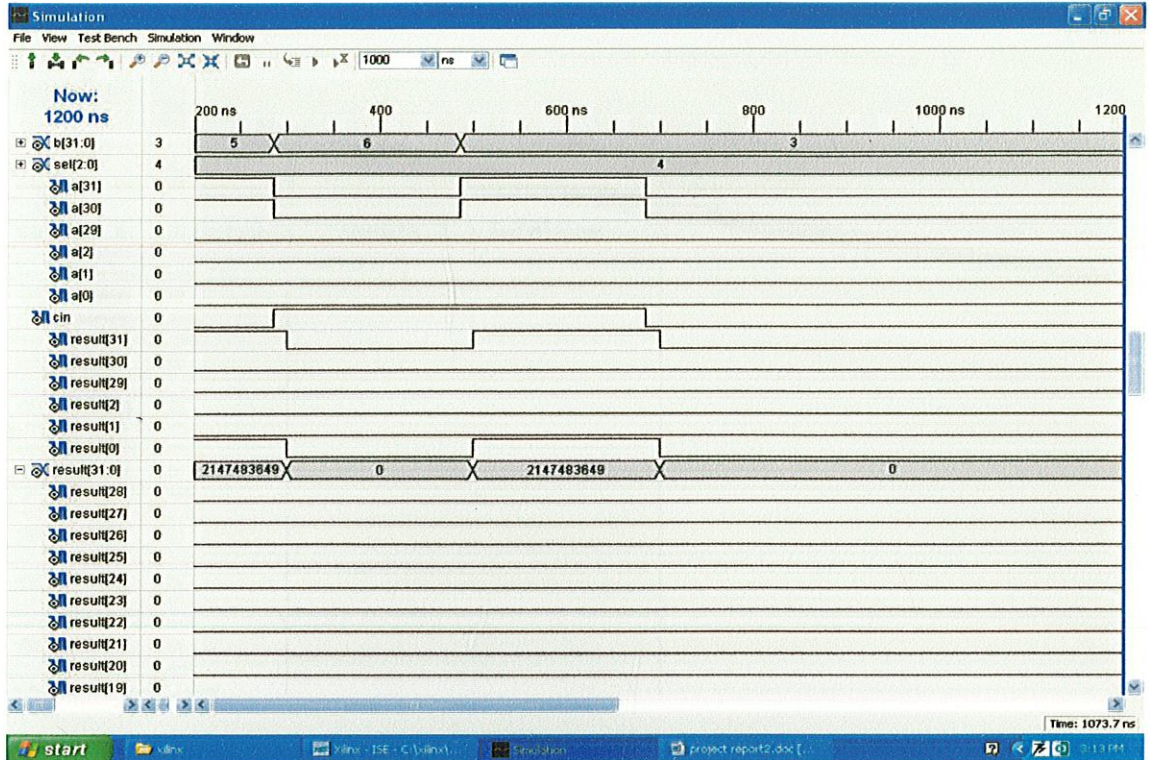 Simulation
File View Test Bench Simulation Window
1000 ns
Now:
1200 ns
200 ns 400 600 ns 800 1000 ns 1200
b[31:0] 3 5 6 3
sel[2:0] 4 4
a[31] 0
a[30] 0
a[29] 0
a[2] 0
a[1] 0
a[0] 0
cin 0
result[31] 0
result[30] 0
result[29] 0
result[2] 0
result[1] 0
result[0] 0
result[31:0] 0 2147483649 0 2147483649 0
result[28] 0
result[27] 0
result[26] 0
result[25] 0
result[24] 0
result[23] 0
result[22] 0
result[21] 0
result[20] 0
result[19] 0
Time: 1073.7 ns
start xilinx Xilinx - ISE - C:\xilinx\... Simulation project report2.doc [... 3:13 PM